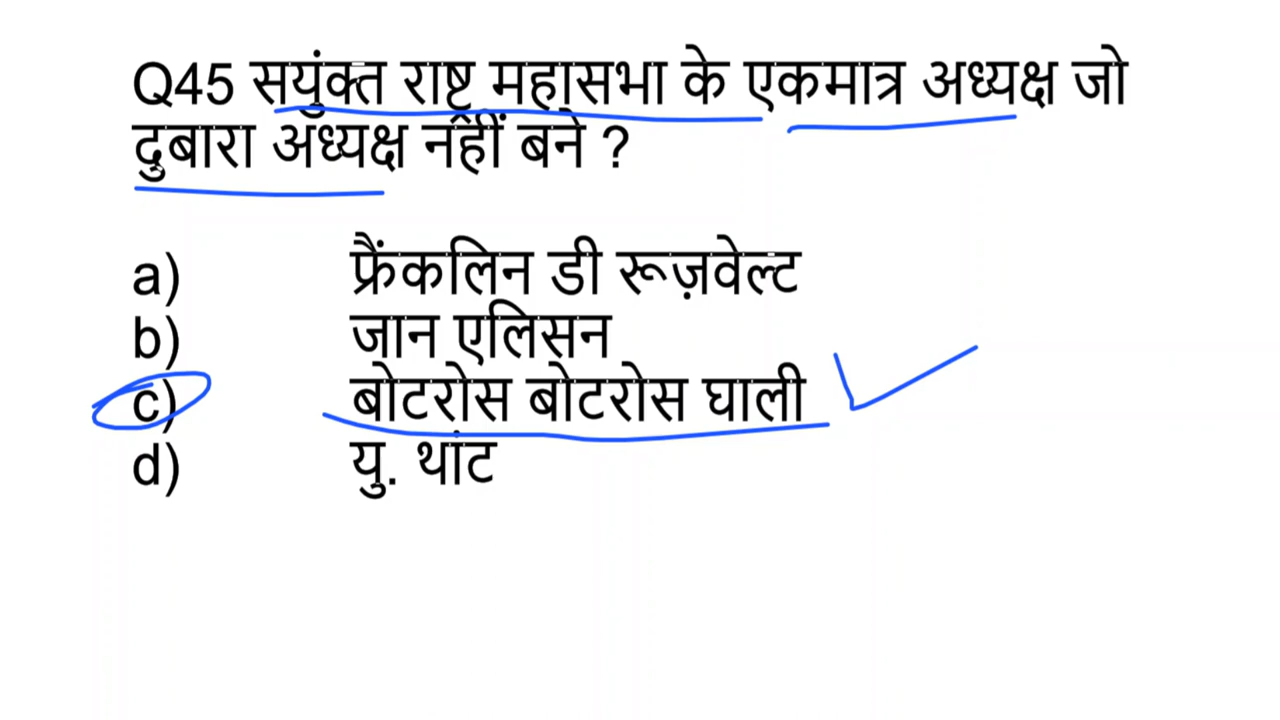 Q45 सयुंक्त राष्ट्र महासभा के एकमात्र अध्यक्ष जो
दुबारा अध्यक्ष नहीं बने ?
a) फ्रैंकलिन डी रूज़वेल्ट
b) जान एलिसन
c) बोटरोस बोटरोस घाली
d) यु. थांट